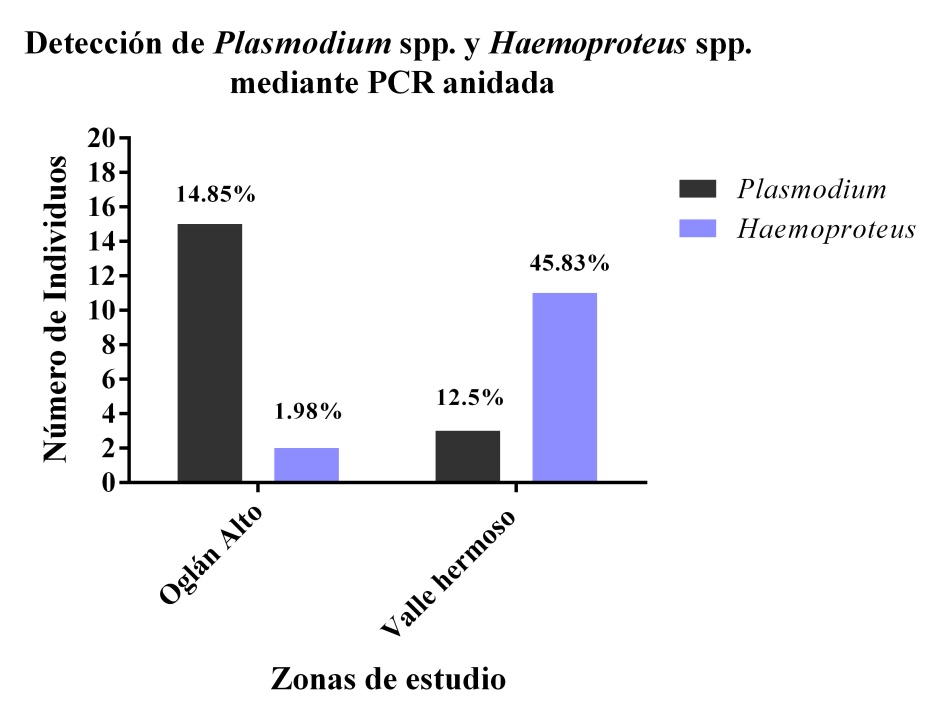 Detección de Plasmodium spp. y Haemoproteus spp.
mediante PCR anidada
Número de Individuos
20
18
16
14
12
10
8
6
4
2
0
14.85%
1.98%
12.5%
45.83%
Plasmodium
Haemoproteus
Oglán Alto
Valle hermoso
Zonas de estudio